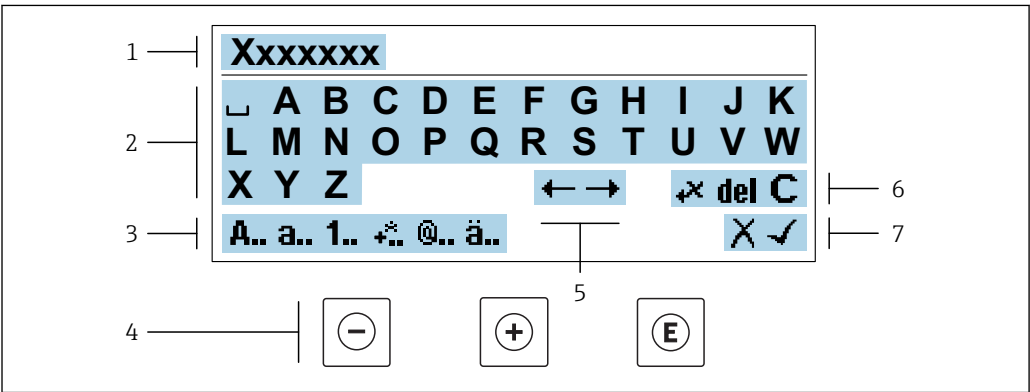 1 Xxxxxxx
␣ A B C D E F G H I J K
2 L M N O P Q R S T U V W
X Y Z ← → +× del C 6
3 A.. a.. 1.. +*.. @.. ä.. X ✓ 7
5
4 − + E